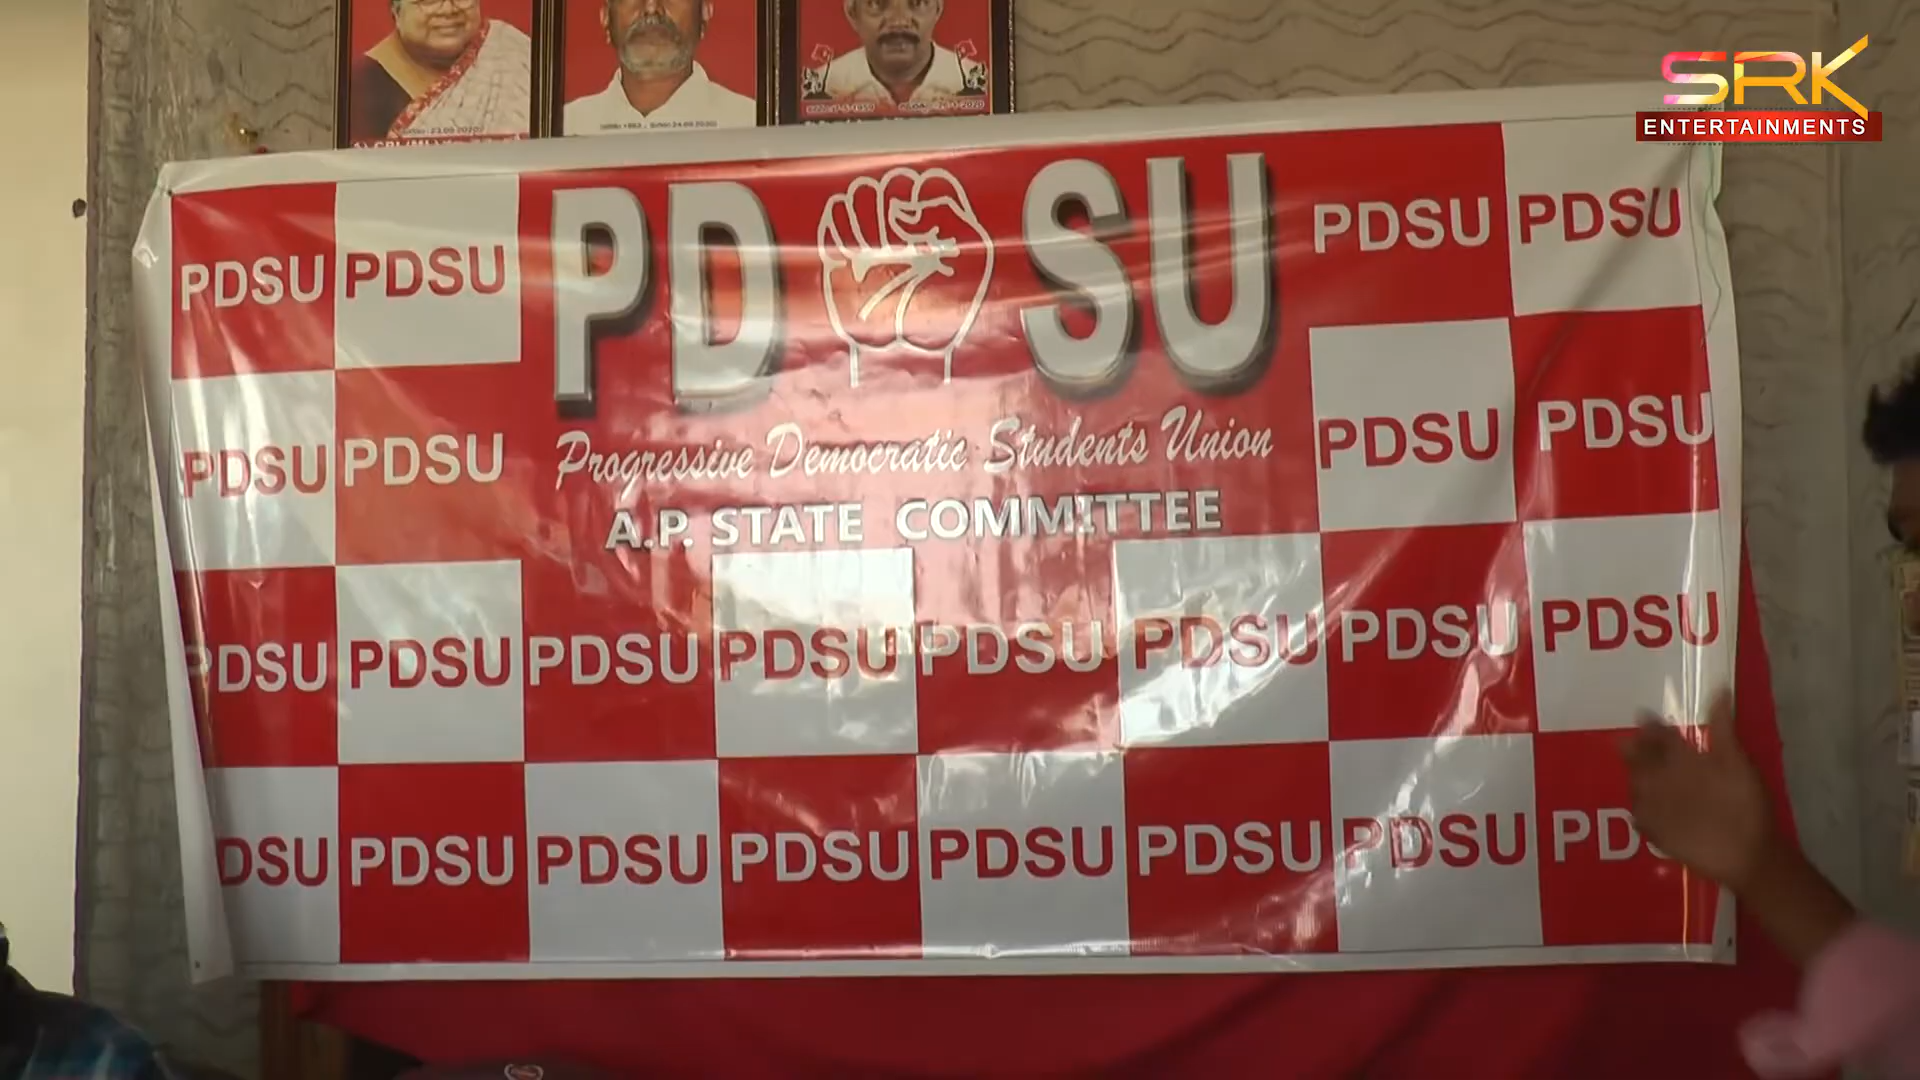 SRK
ENTERTAINMENTS
PD SU
Progressive Democratic Students Union
A.P. STATE COMMITTEE
PDSU PDSU PDSU PDSU
PDSU PDSU PDSU PDSU
PDSU PDSU PDSU PDSU PDSU PDSU PDSU PDSU
DSU PDSU PDSU PDSU PDSU PDSU PDSU PDS